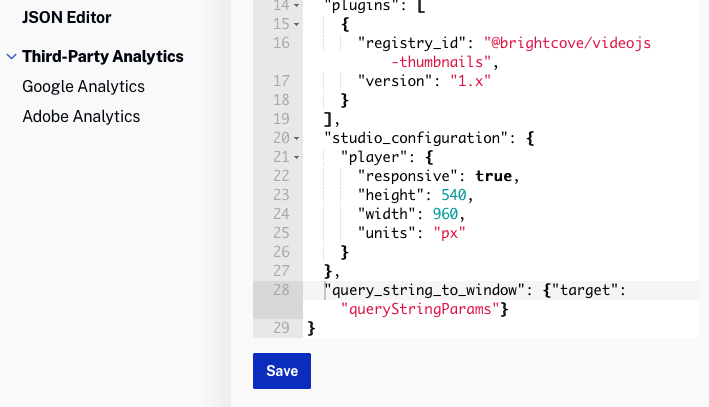 JSON Editor
Third-Party Analytics
Google Analytics
Adobe Analytics
14 "plugins": [
15 {
16 "registry_id": "@brightcove/videojs
-thumbnails",
17 "version": "1.x"
18 }
19 ],
20 "studio_configuration": {
21 "player": {
22 "responsive": true,
23 "height": 540,
24 "width": 960,
25 "units": "px"
26 }
27 },
28 "query_string_to_window": {"target":
"queryStringParams"}
29 }
Save